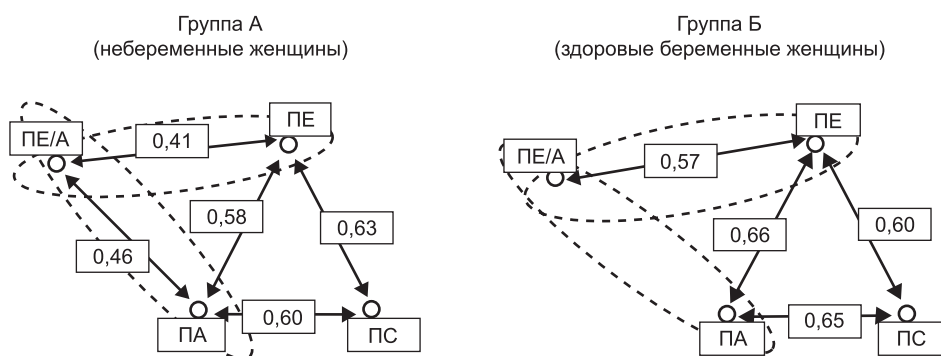 Группа А
(небеременные женщины)
ПЕ/А
0,41
ПЕ
0,58
0,63
0,46
0,60
ПА
ПС
Группа Б
(здоровые беременные женщины)
ПЕ
ПЕ/А
0,57
0,66
0,60
0,65
ПА
ПС